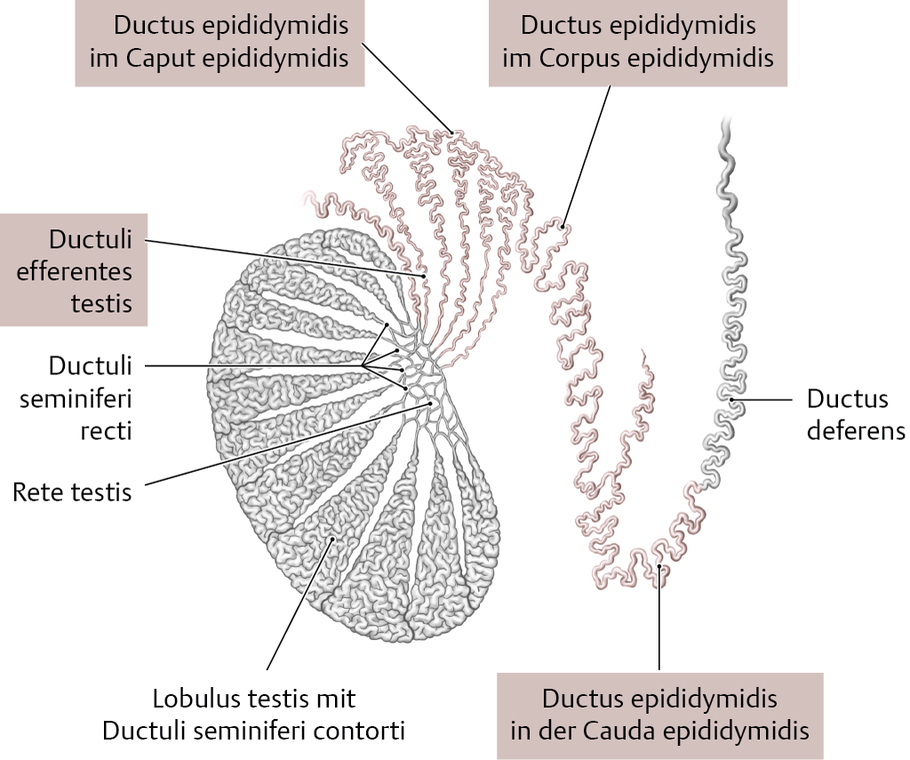 Ductus epididymidis
im Caput epididymidis
Ductus epididymidis
im Corpus epididymidis
Ductuli
efferentes
testis
Ductuli
seminiferi
recti
Ductus
deferens
Rete testis
Lobulus testis mit
Ductuli seminiferi contorti
Ductus epididymidis
in der Cauda epididymidis